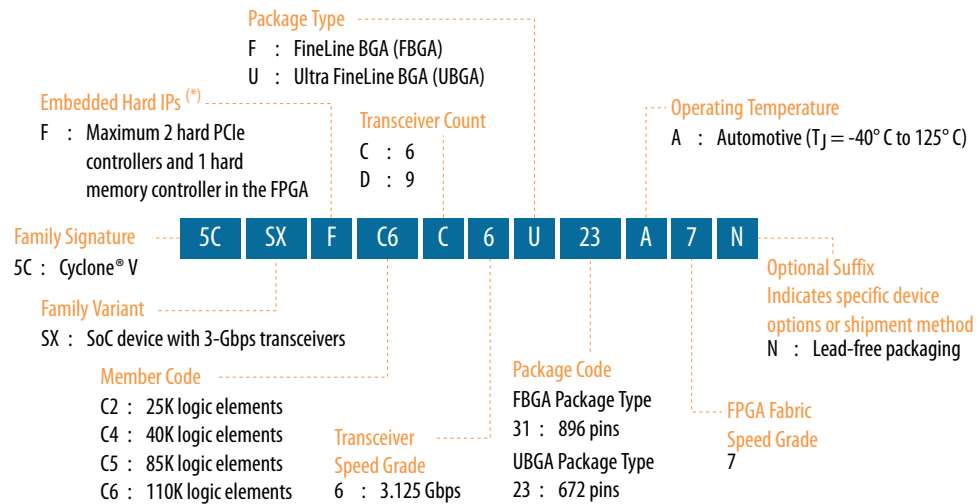 Package Type
F : FineLine BGA (FBGA)
U : Ultra FineLine BGA (UBGA)
Embedded Hard IPs (*)
F : Maximum 2 hard PCIe
controllers and 1 hard
memory controller in the FPGA
Transceiver Count
C : 6
D : 9
Operating Temperature
A : Automotive (TJ = -40° C to 125° C)
Family Signature
5C : Cyclone® V
5C SX F C6 C 6 U 23 A 7 N
Family Variant
SX : SoC device with 3-Gbps transceivers
Optional Suffix
Indicates specific device
options or shipment method
N : Lead-free packaging
Member Code
C2 : 25K logic elements
C4 : 40K logic elements
C5 : 85K logic elements
C6 : 110K logic elements
Transceiver
Speed Grade
6 : 3.125 Gbps
Package Code
FBGA Package Type
31 : 896 pins
UBGA Package Type
23 : 672 pins
FPGA Fabric
Speed Grade
7